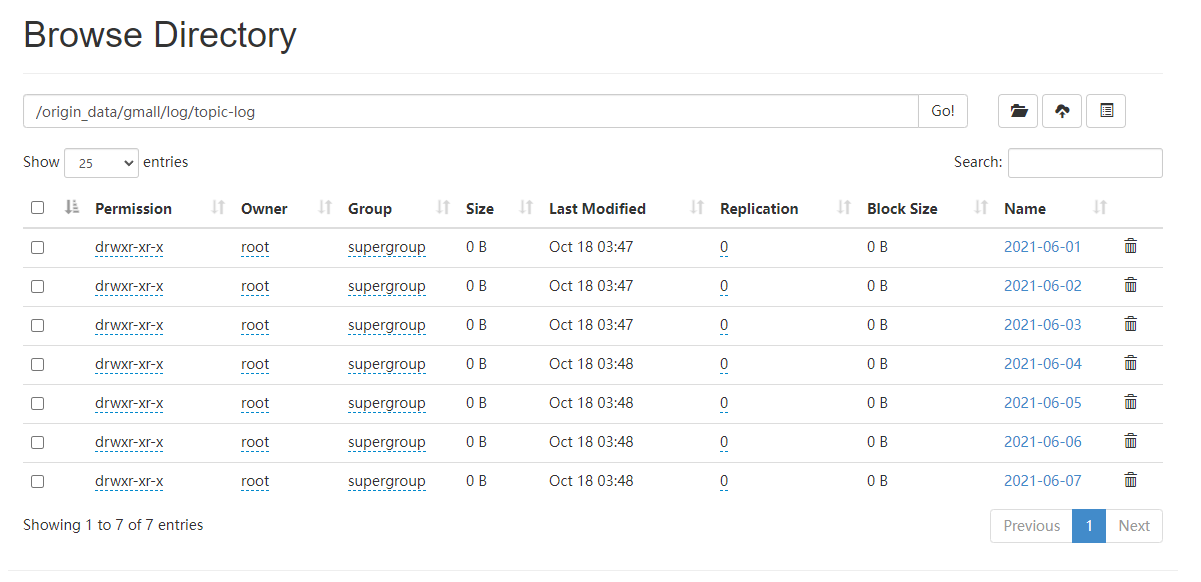 Browse Directory
/origin_data/gmall/log/topic-log Go!
Show 25 entries Search:
Permission Owner Group Size Last Modified Replication Block Size Name
drwxr-xr-x root supergroup 0 B Oct 18 03:47 0 0 B 2021-06-01
drwxr-xr-x root supergroup 0 B Oct 18 03:47 0 0 B 2021-06-02
drwxr-xr-x root supergroup 0 B Oct 18 03:47 0 0 B 2021-06-03
drwxr-xr-x root supergroup 0 B Oct 18 03:48 0 0 B 2021-06-04
drwxr-xr-x root supergroup 0 B Oct 18 03:48 0 0 B 2021-06-05
drwxr-xr-x root supergroup 0 B Oct 18 03:48 0 0 B 2021-06-06
drwxr-xr-x root supergroup 0 B Oct 18 03:48 0 0 B 2021-06-07
Showing 1 to 7 of 7 entries Previous 1 Next